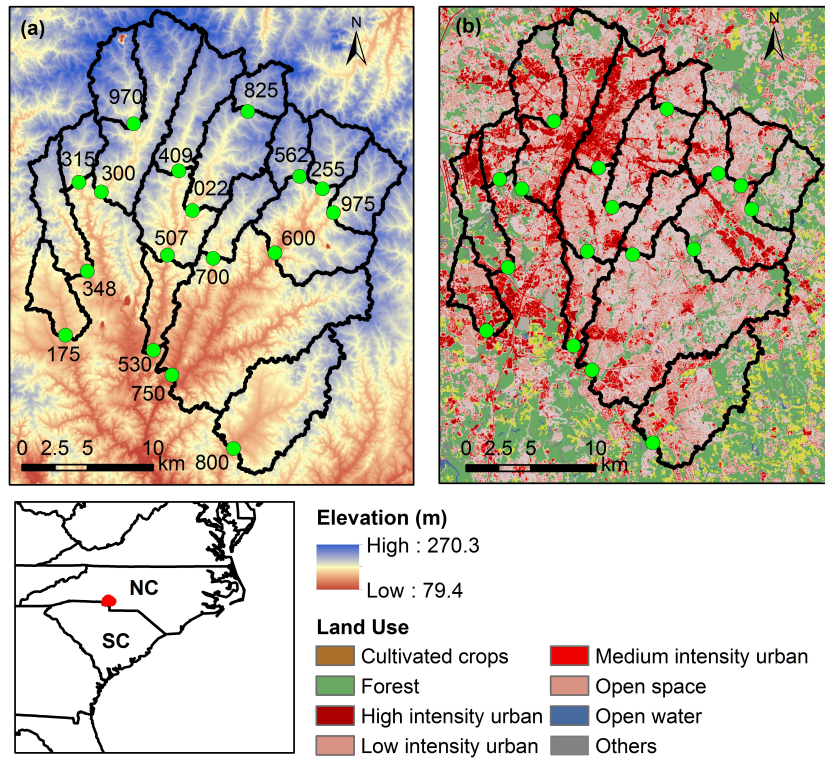 (a)
N
970
825
409
315
300
562
255
022
975
507
700
600
348
175
530
750
800
0 2.5 5 10
km
(b)
N
0 2.5 5 10
km
NC
SC
Elevation (m)
High : 270.3
Low : 79.4
Land Use
Cultivated crops
Forest
High intensity urban
Low intensity urban
Medium intensity urban
Open space
Open water
Others